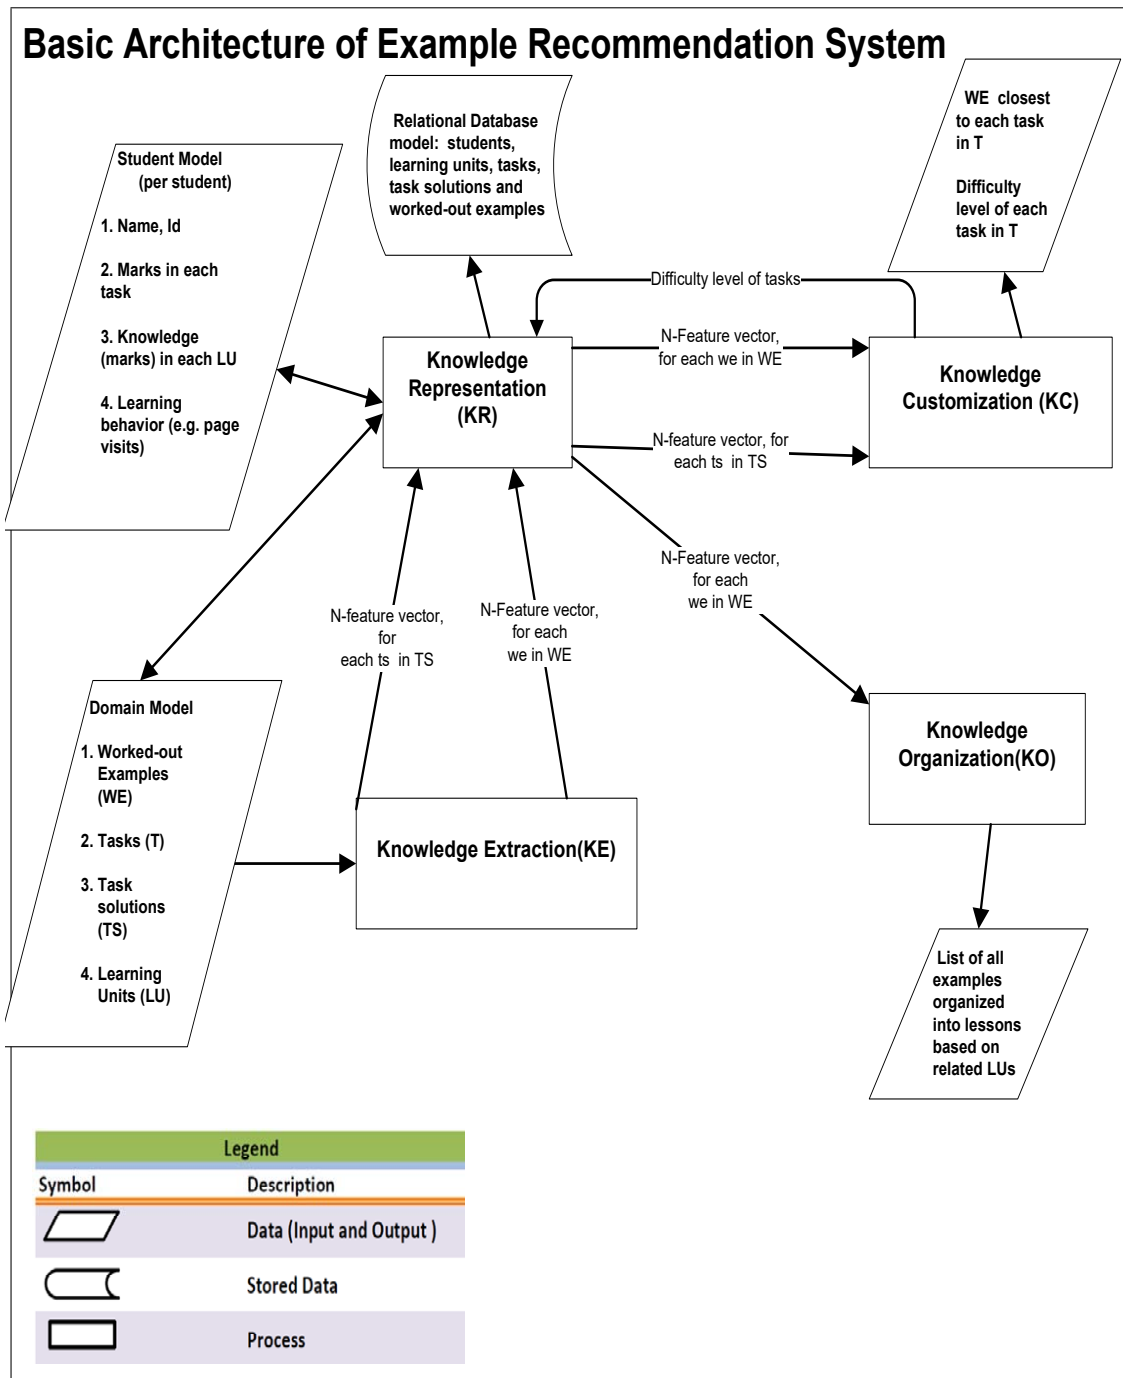 Basic Architecture of Example Recommendation System
Student Model
(per student)
1. Name, Id
2. Marks in each
task
3. Knowledge
(marks) in each LU
4. Learning
behavior (e.g. page
visits)
Relational Database
model: students,
learning units, tasks,
task solutions and
worked-out examples
WE closest
to each task
in T
Difficulty
level of each
task in T
Difficulty level of tasks
Knowledge
Representation
(KR)
N-Feature vector,
for each we in WE
N-feature vector, for
each ts in TS
Knowledge
Customization (KC)
N-Feature vector,
for each
we in WE
N-feature vector,
for
each ts in TS
N-Feature vector,
for each
we in WE
Domain Model
1. Worked-out
Examples
(WE)
2. Tasks (T)
3. Task
solutions
(TS)
4. Learning
Units (LU)
Knowledge Extraction(KE)
Knowledge
Organization(KO)
List of all
examples
organized
into lessons
based on
related LUs
Legend
Symbol Description
Data (Input and Output )
Stored Data
Process